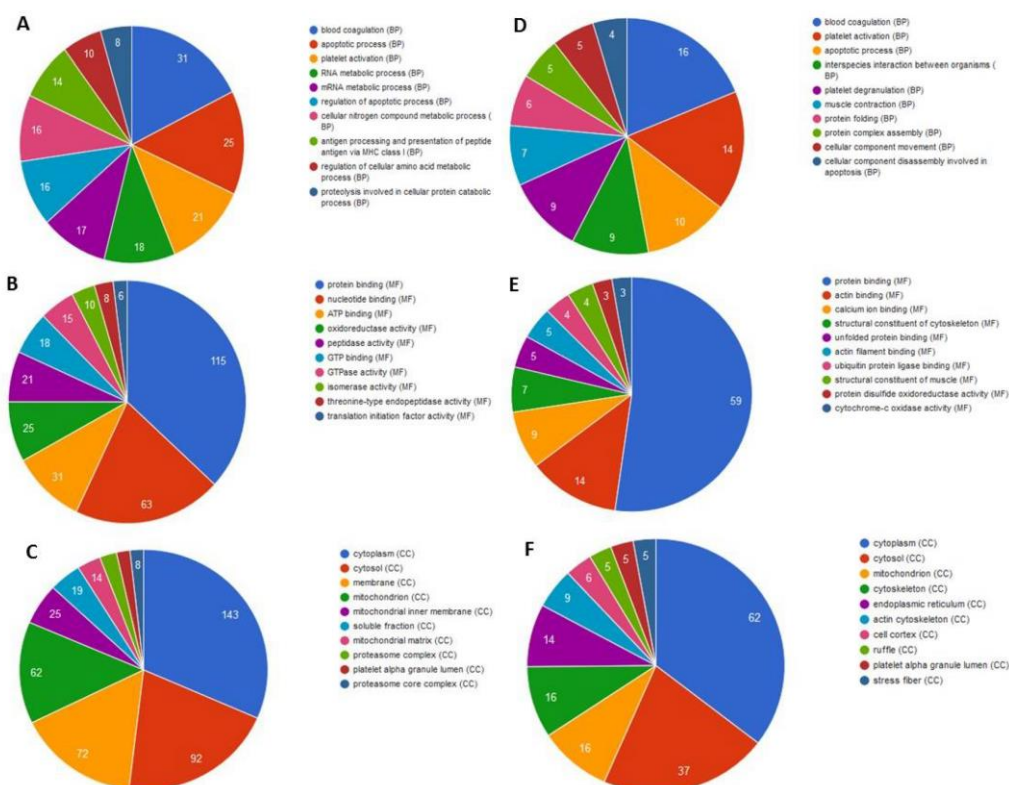 A
8
10
14
16
16
17
18
21
25
31
blood coagulation (BP)
apoptotic process (BP)
platelet activation (BP)
RNA metabolic process (BP)
mRNA metabolic process (BP)
regulation of apoptotic process (BP)
cellular nitrogen compound metabolic process (
BP)
antigen processing and presentation of peptide
antigen via MHC class I (BP)
regulation of cellular amino acid metabolic
process (BP)
proteolysis involved in cellular protein catabolic
process (BP)
D
4
5
5
6
7
9
9
10
14
16
blood coagulation (BP)
platelet activation (BP)
apoptotic process (BP)
interspecies interaction between organisms (
BP)
platelet degranulation (BP)
muscle contraction (BP)
protein folding (BP)
protein complex assembly (BP)
cellular component movement (BP)
cellular component disassembly involved in
apoptosis (BP)
B
6
8
10
15
18
21
25
31
63
115
protein binding (MF)
nucleotide binding (MF)
ATP binding (MF)
oxidoreductase activity (MF)
peptidase activity (MF)
GTP binding (MF)
GTPase activity (MF)
isomerase activity (MF)
threonine-type endopeptidase activity (MF)
translation initiation factor activity (MF)
E
3
3
4
4
5
5
7
9
14
59
protein binding (MF)
actin binding (MF)
calcium ion binding (MF)
structural constituent of cytoskeleton (MF)
unfolded protein binding (MF)
actin filament binding (MF)
ubiquitin protein ligase binding (MF)
structural constituent of muscle (MF)
protein disulfide oxidoreductase activity (MF)
cytochrome-c oxidase activity (MF)
C
8
14
19
25
62
72
92
143
cytoplasm (CC)
cytosol (CC)
membrane (CC)
mitochondrion (CC)
mitochondrial inner membrane (CC)
soluble fraction (CC)
mitochondrial matrix (CC)
proteasome complex (CC)
platelet alpha granule lumen (CC)
proteasome core complex (CC)
F
5
5
5
6
9
14
16
16
37
62
cytoplasm (CC)
cytosol (CC)
mitochondrion (CC)
cytoskeleton (CC)
endoplasmic reticulum (CC)
actin cytoskeleton (CC)
cell cortex (CC)
ruffle (CC)
platelet alpha granule lumen (CC)
stress fiber (CC)